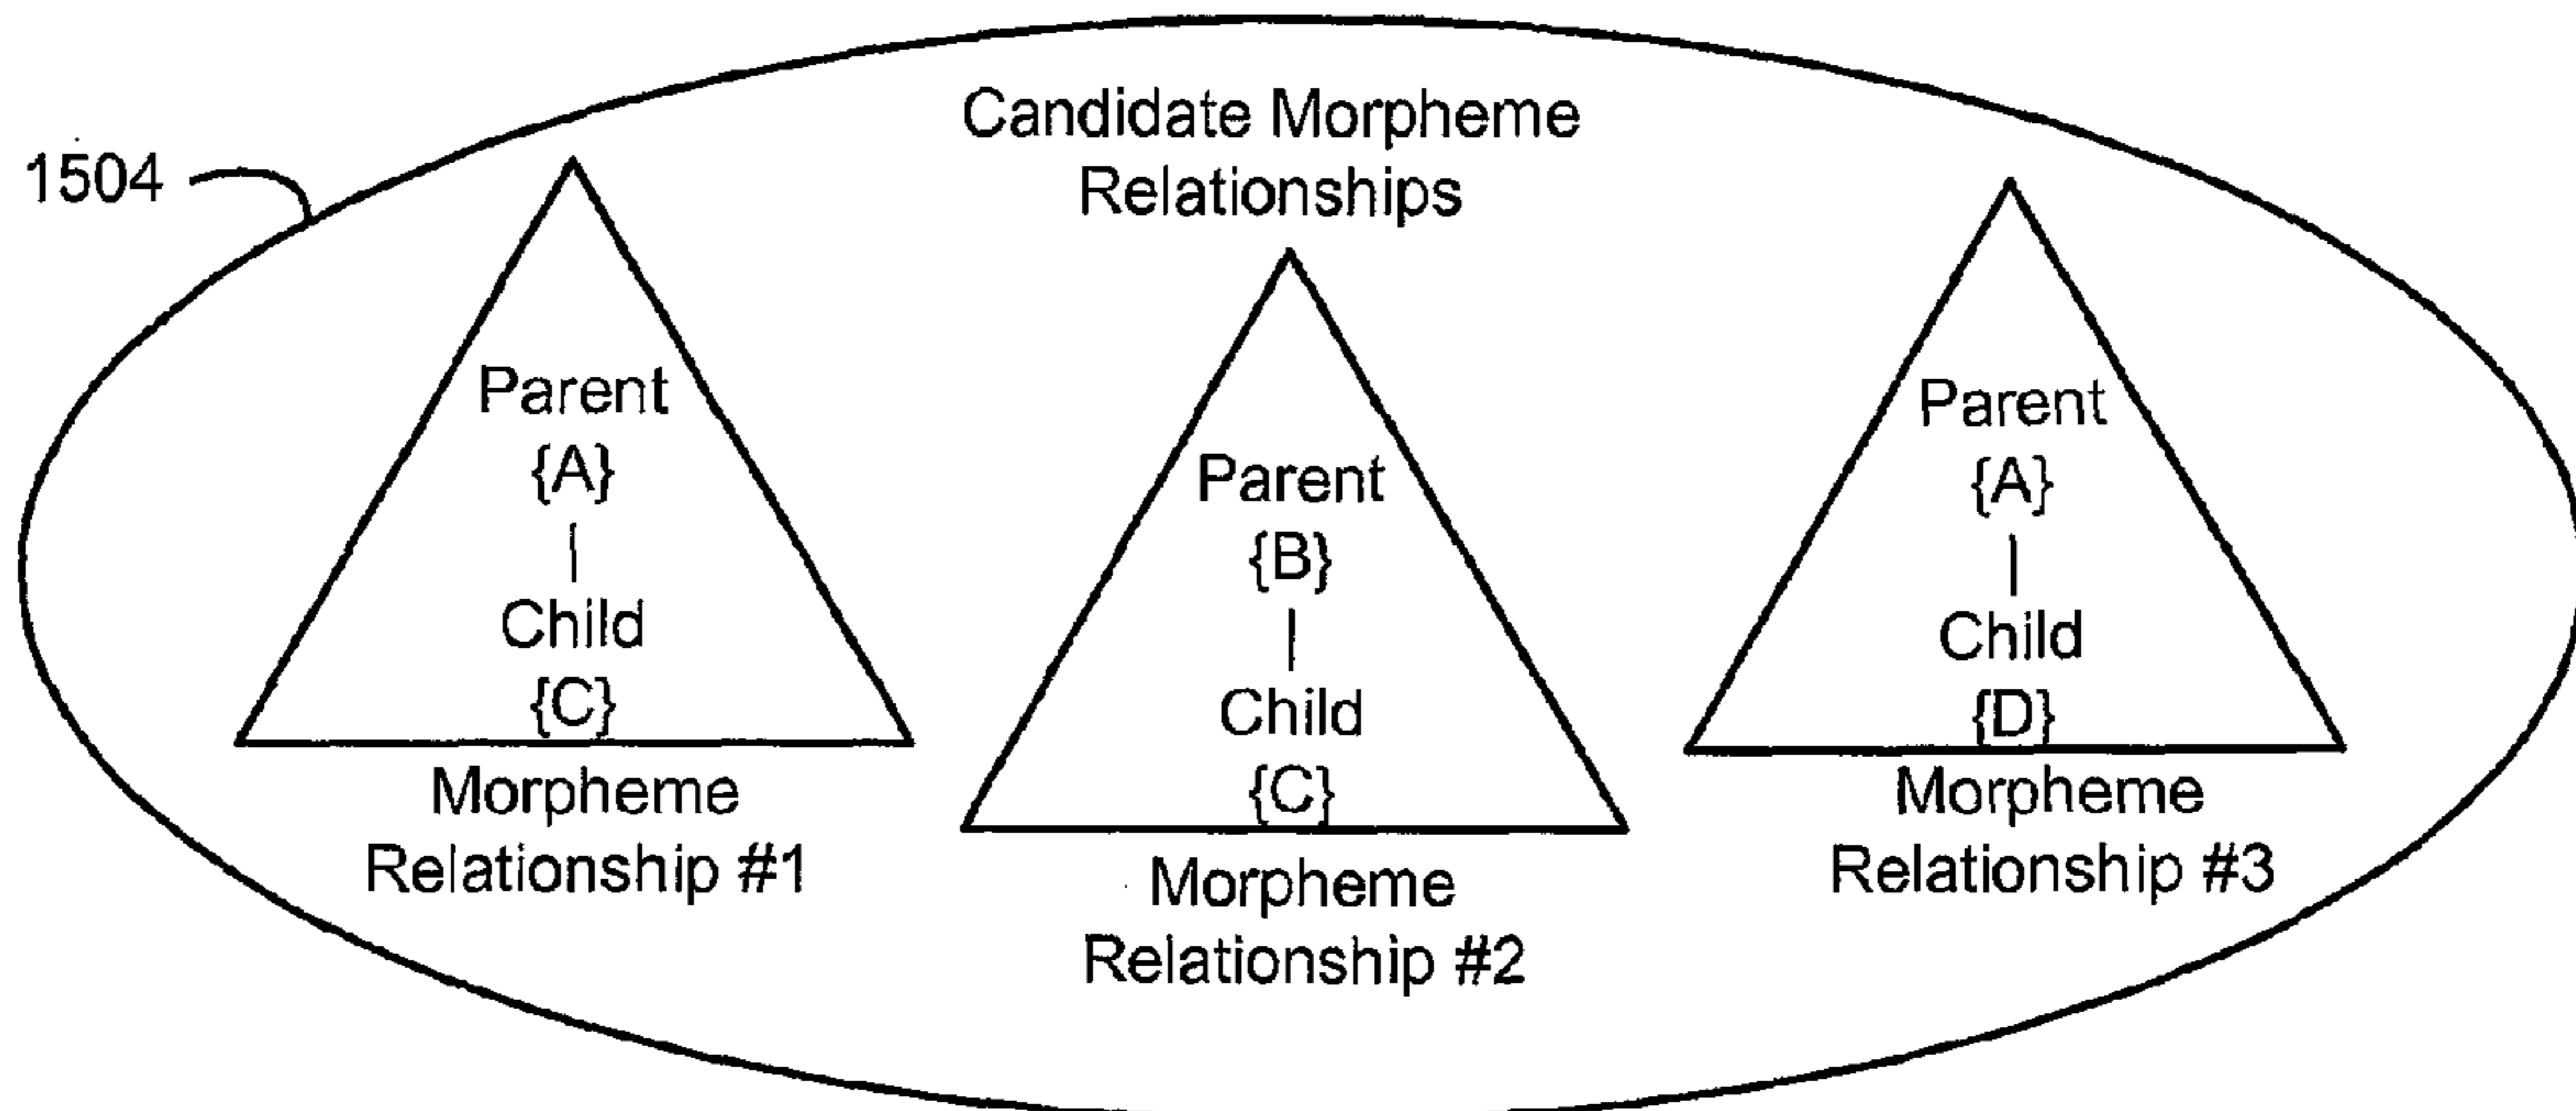 1504
Candidate Morpheme
Relationships
Parent
{A}
|
Child
{C}
Morpheme
Relationship #1
Parent
{B}
|
Child
{C}
Morpheme
Relationship #2
Parent
{A}
|
Child
{D}
Morpheme
Relationship #3